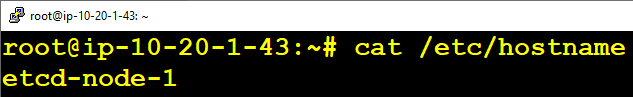 root@ip-10-20-1-43: ~
root@ip-10-20-1-43:~# cat /etc/hostname
etcd-node-1